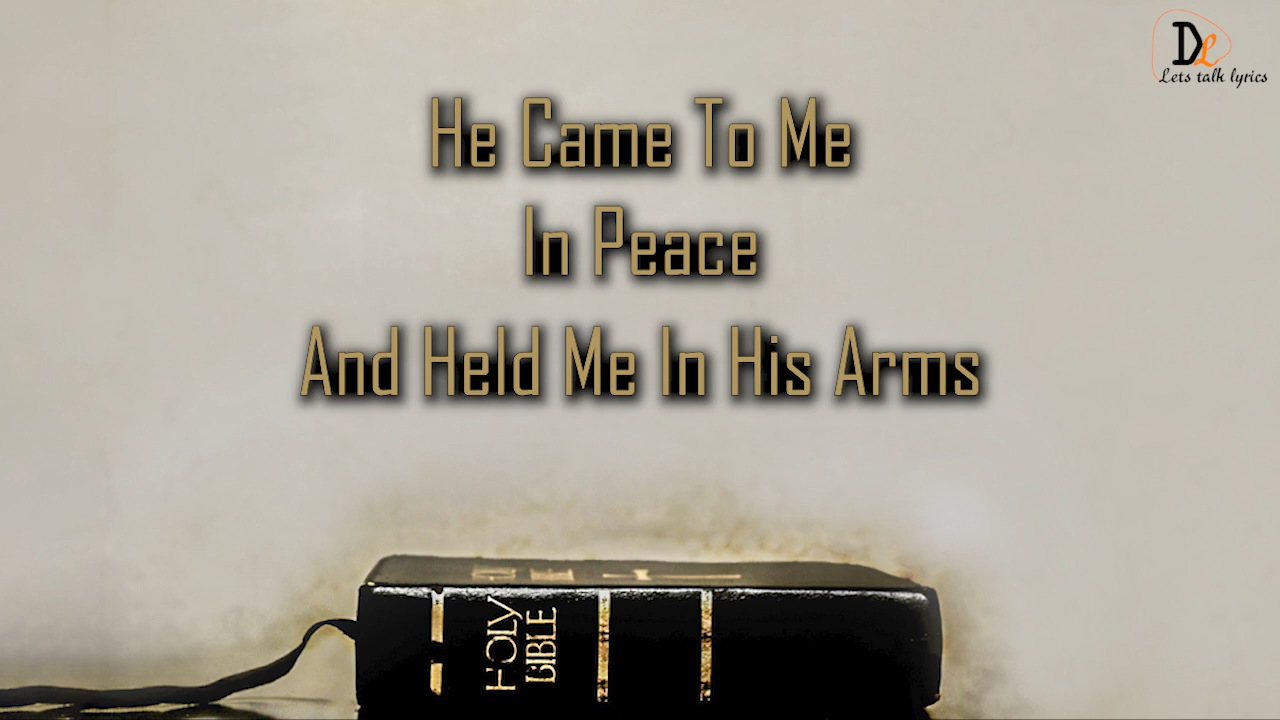 DL
Lets talk lyrics
He Came To Me
In Peace
And Held Me In His Arms
HOLY
BIBLE